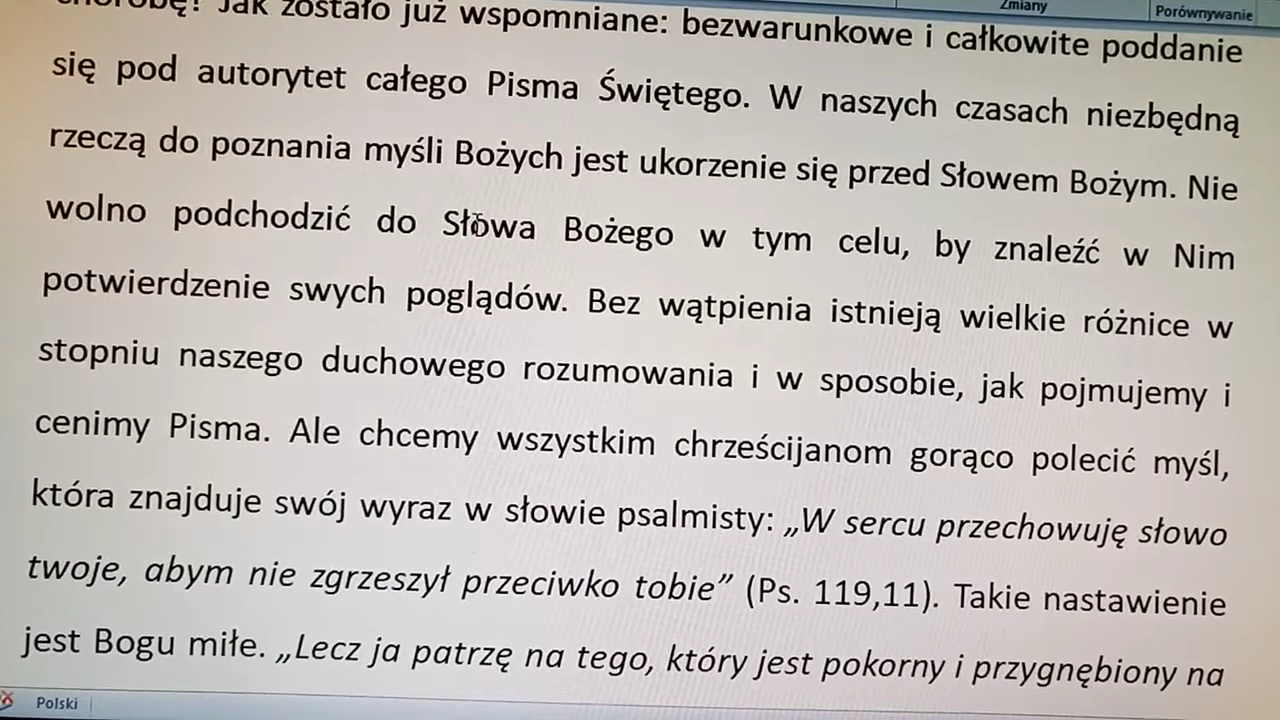 Zmiany
Porównywanie
chorobę! Jak zostało już wspomniane: bezwarunkowe i całkowite poddanie
się pod autorytet całego Pisma Świętego. W naszych czasach niezbędną
rzeczą do poznania myśli Bożych jest ukorzenie się przed Słowem Bożym. Nie
wolno podchodzić do Słowa Bożego w tym celu, by znaleźć w Nim
potwierdzenie swych poglądów. Bez wątpienia istnieją wielkie różnice w
stopniu naszego duchowego rozumowania i w sposobie, jak pojmujemy i
cenimy Pisma. Ale chcemy wszystkim chrześcijanom gorąco polecić myśl,
która znajduje swój wyraz w słowie psalmisty: „W sercu przechowuję słowo
twoje, abym nie zgrzeszył przeciwko tobie” (Ps. 119,11). Takie nastawienie
jest Bogu miłe. „Lecz ja patrzę na tego, który jest pokorny i przygnębiony na
Polski